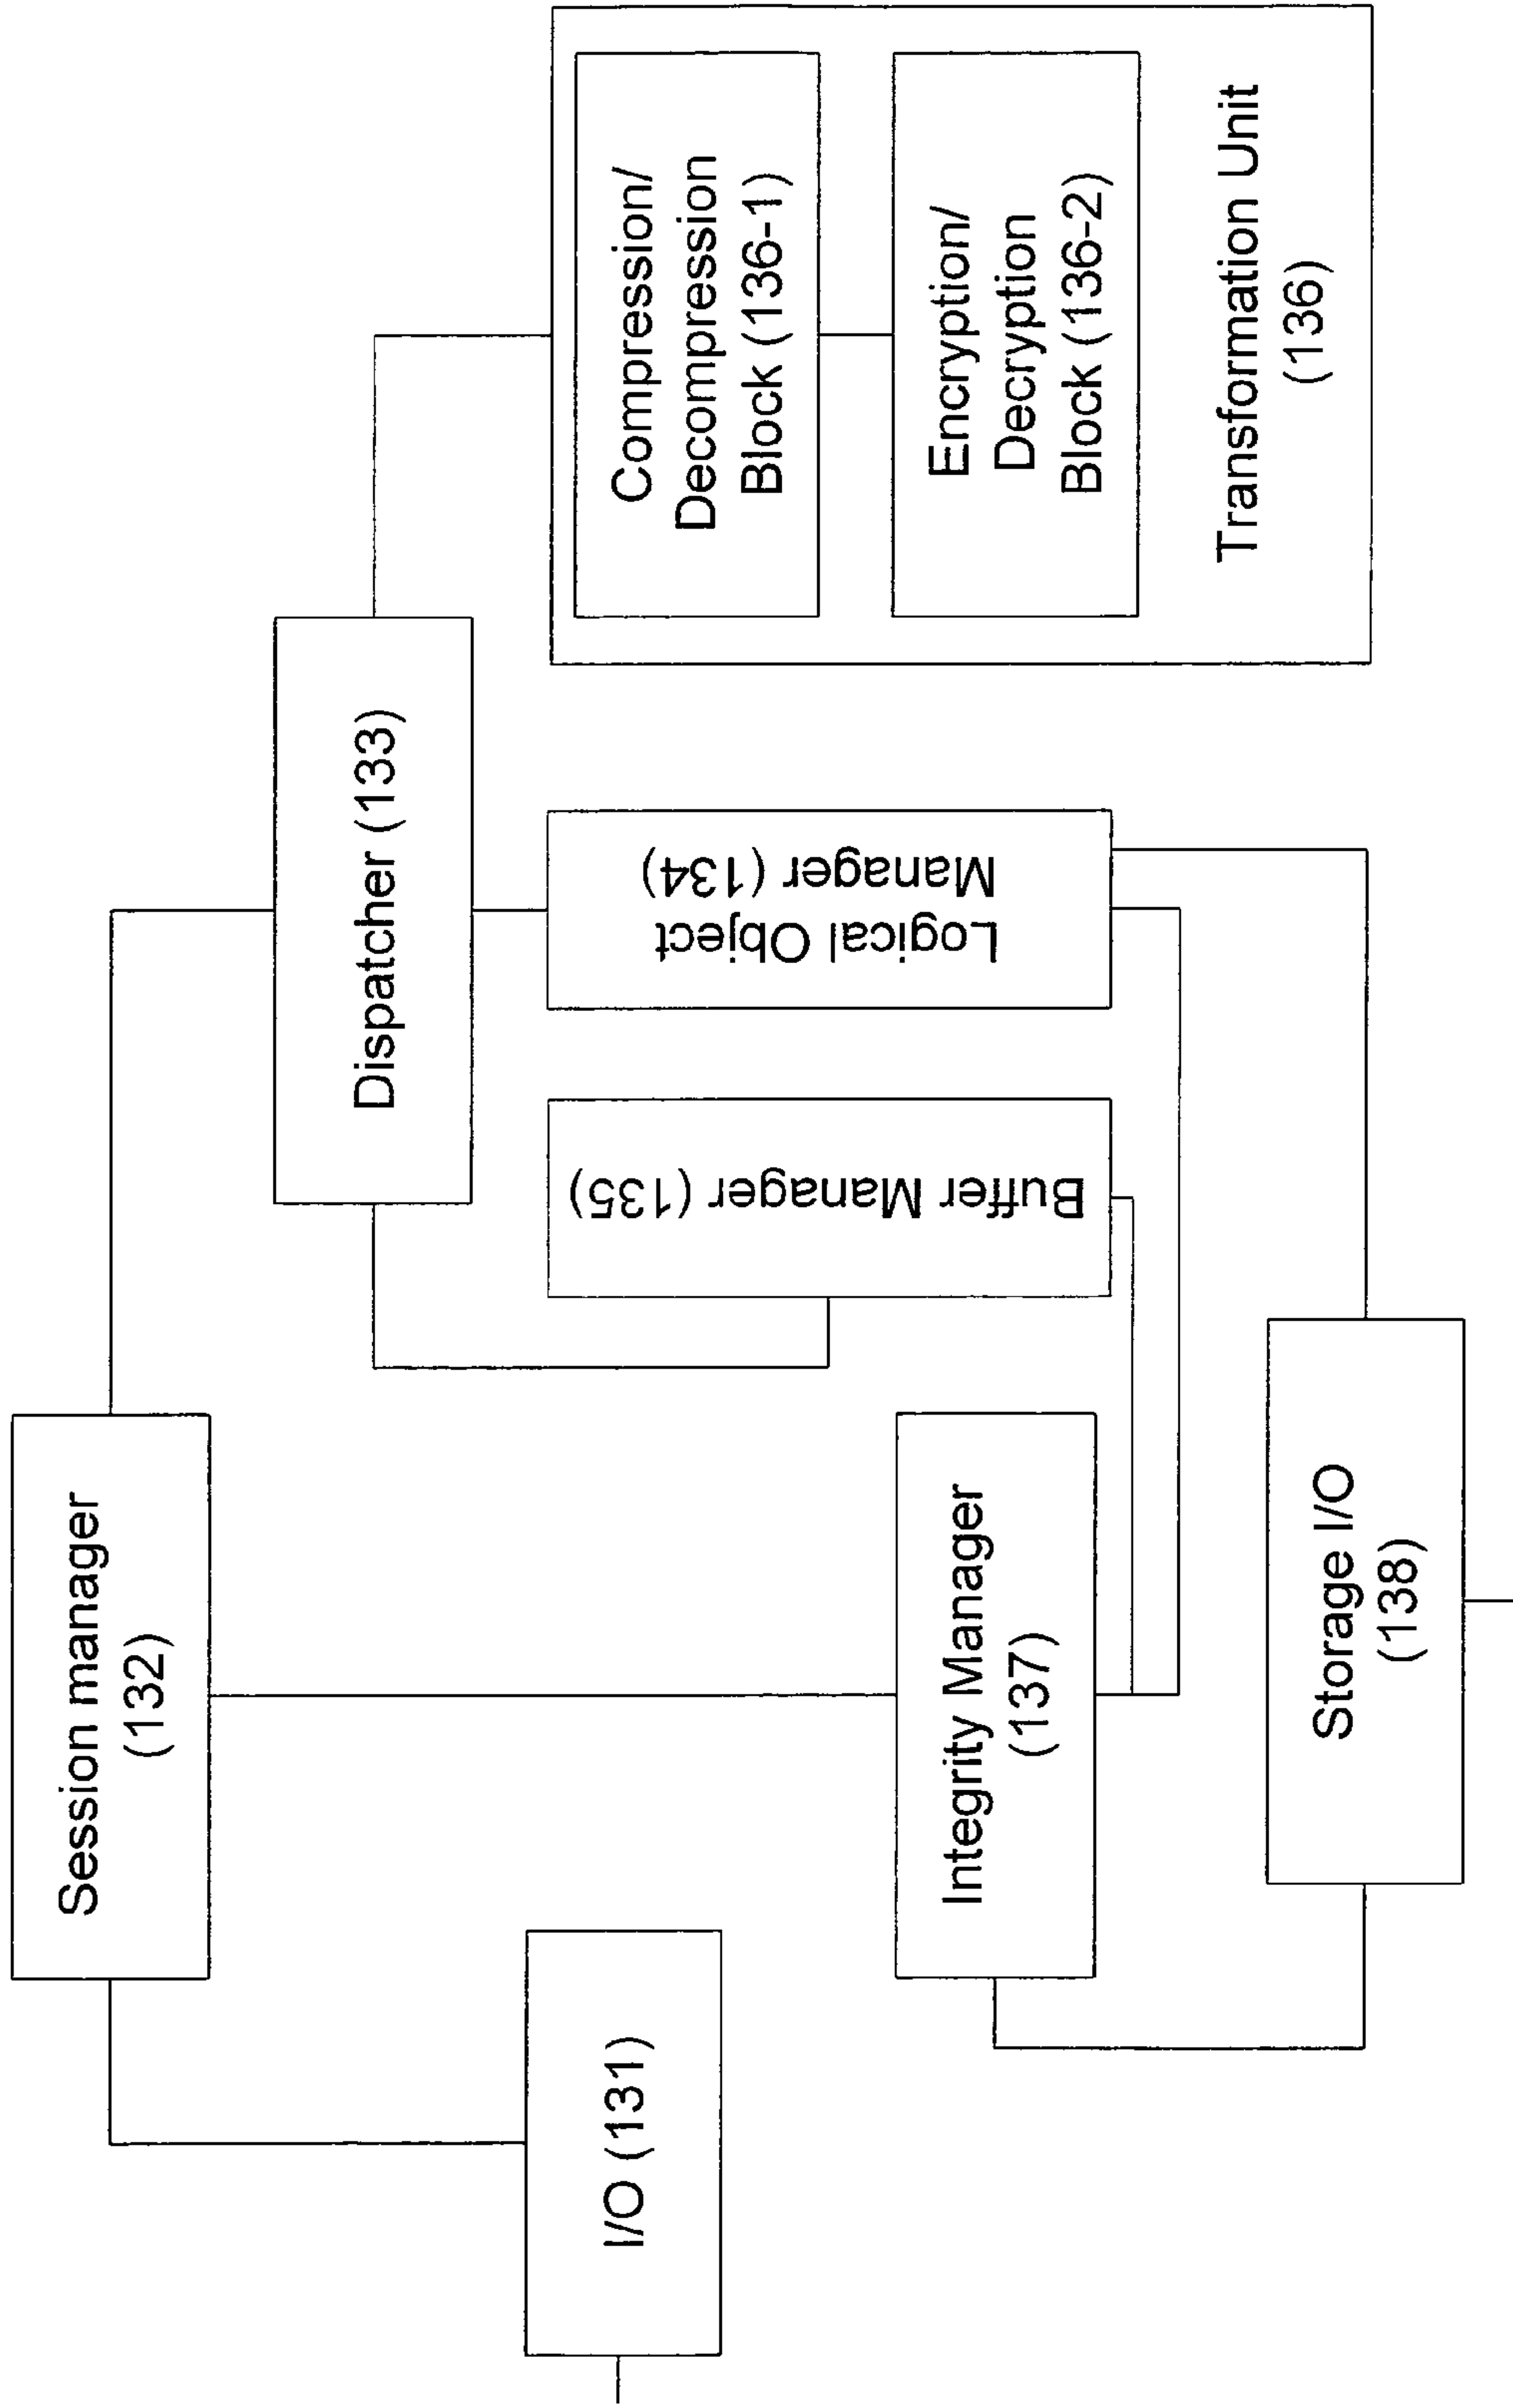 Session manager
(132)
Dispatcher (133)
I/O (131)
Buffer Manager (135)
Logical Object
Manager (134)
Compression/
Decompression
Block (136-1)
Encryption/
Decryption
Block (136-2)
Transformation Unit
(136)
Integrity Manager
(137)
Storage I/O
(138)